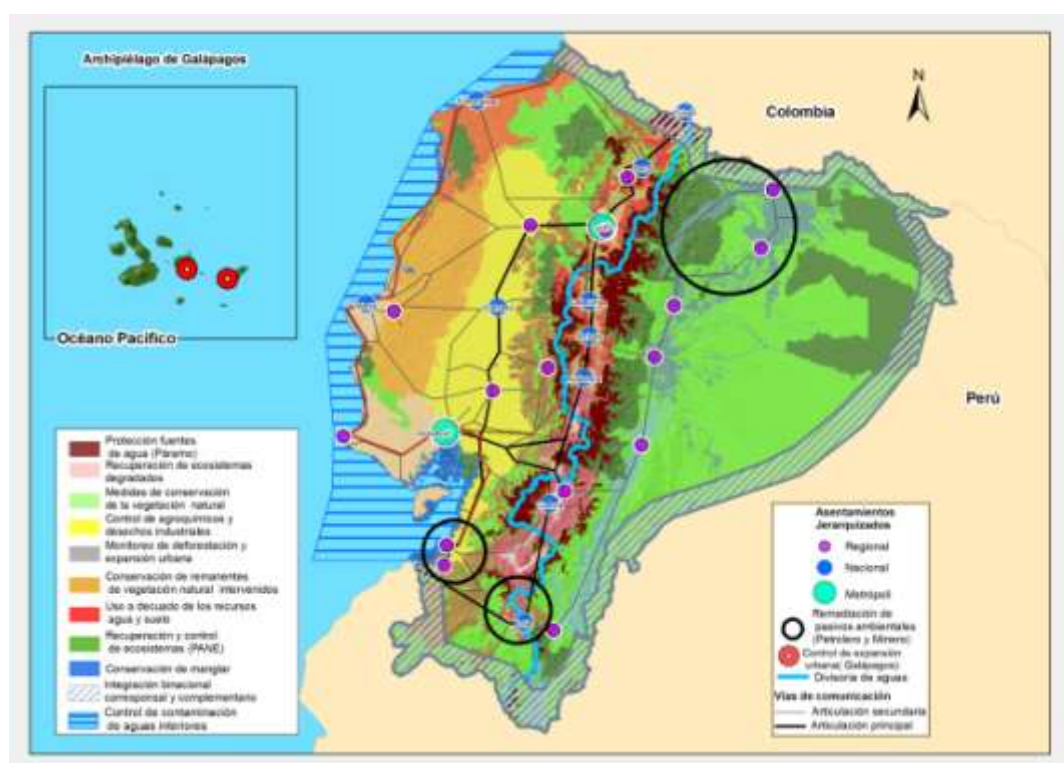 Archipiélago de Galápagos
N
Colombia
Océano Pacífico
Perú
Protección fuentes
de agua (Páramo)
Recuperación de ecosistemas
degradados
Medidas de conservación
de la vegetación natural
Control de agroquímicos y
desechos industriales
Monitoreo de deforestación y
expansión urbana
Conservación de remanentes
de vegetación natural intervenidos
Uso adecuado de los recursos
agua y suelo
Recuperación y control
de ecosistemas (PANE)
Conservación de manglar
Integración binacional
corresponsal y complementario
Control de contaminación
de aguas interiores
Asentamientos
Jerarquizados
Regional
Nacional
Metrópoli
Remediación de
pasivos ambientales
(Petrolero y Minero)
Control de expansión
urbana( Galápagos)
Divisoria de aguas
Vías de comunicación
Articulación secundaria
Articulación principal